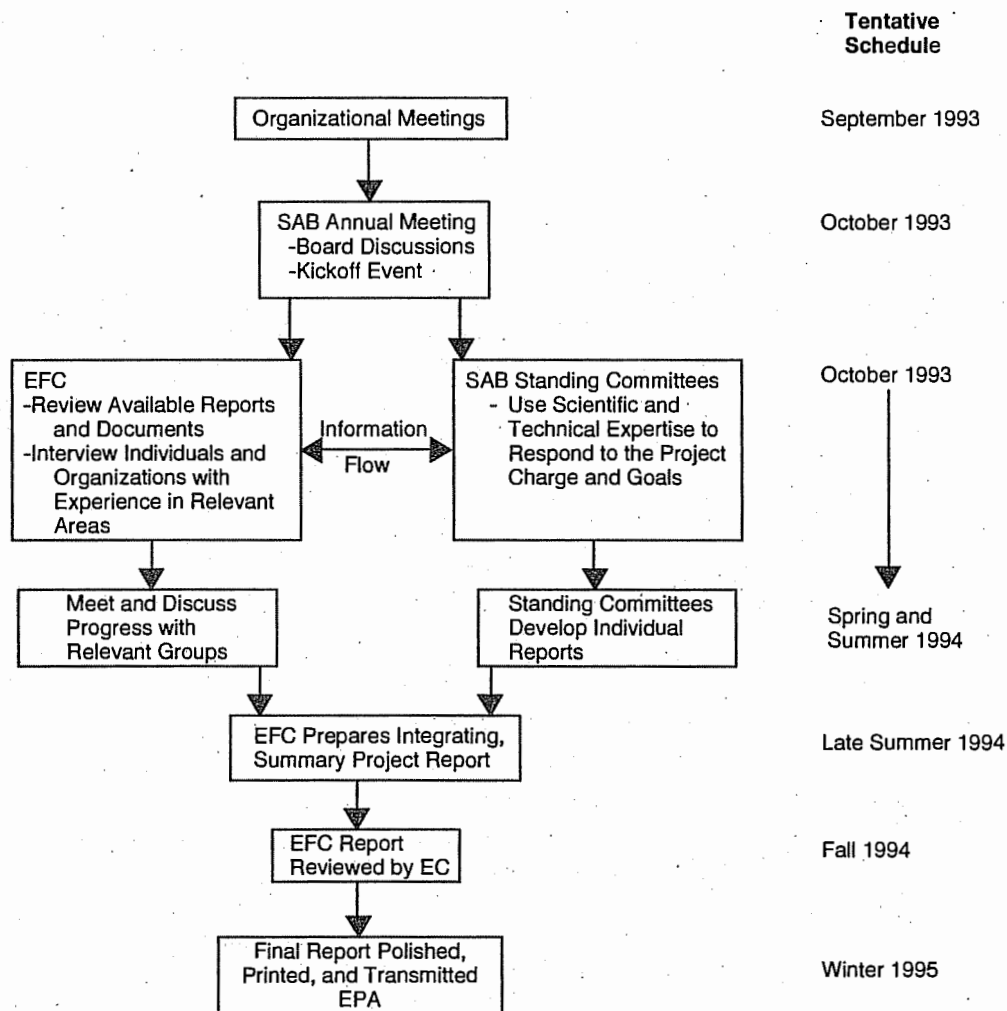 Tentative
Schedule
Organizational Meetings
September 1993
SAB Annual Meeting
-Board Discussions
-Kickoff Event
October 1993
EFC
-Review Available Reports
and Documents
-Interview Individuals and
Organizations with
Experience in Relevant
Areas
Information
Flow
SAB Standing Committees
- Use Scientific and
Technical Expertise to
Respond to the Project
Charge and Goals
October 1993
Meet and Discuss
Progress with
Relevant Groups
Standing Committees
Develop Individual
Reports
Spring and
Summer 1994
EFC Prepares Integrating,
Summary Project Report
Late Summer 1994
EFC Report
Reviewed by EC
Fall 1994
Final Report Polished,
Printed, and Transmitted
EPA
Winter 1995